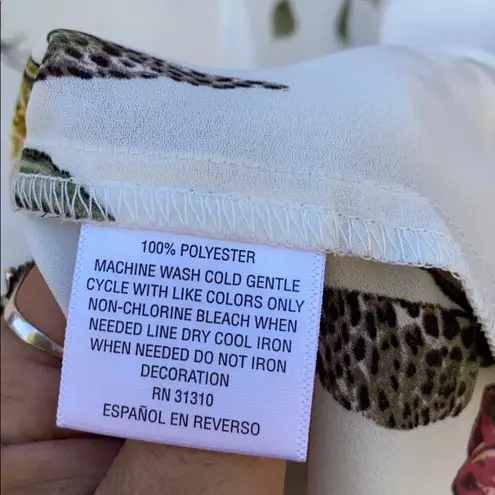 100% POLYESTER
MACHINE WASH COLD GENTLE
CYCLE WITH LIKE COLORS ONLY
NON-CHLORINE BLEACH WHEN
NEEDED LINE DRY COOL IRON
WHEN NEEDED DO NOT IRON
DECORATION
RN 31310
ESPAÑOL EN REVERSO